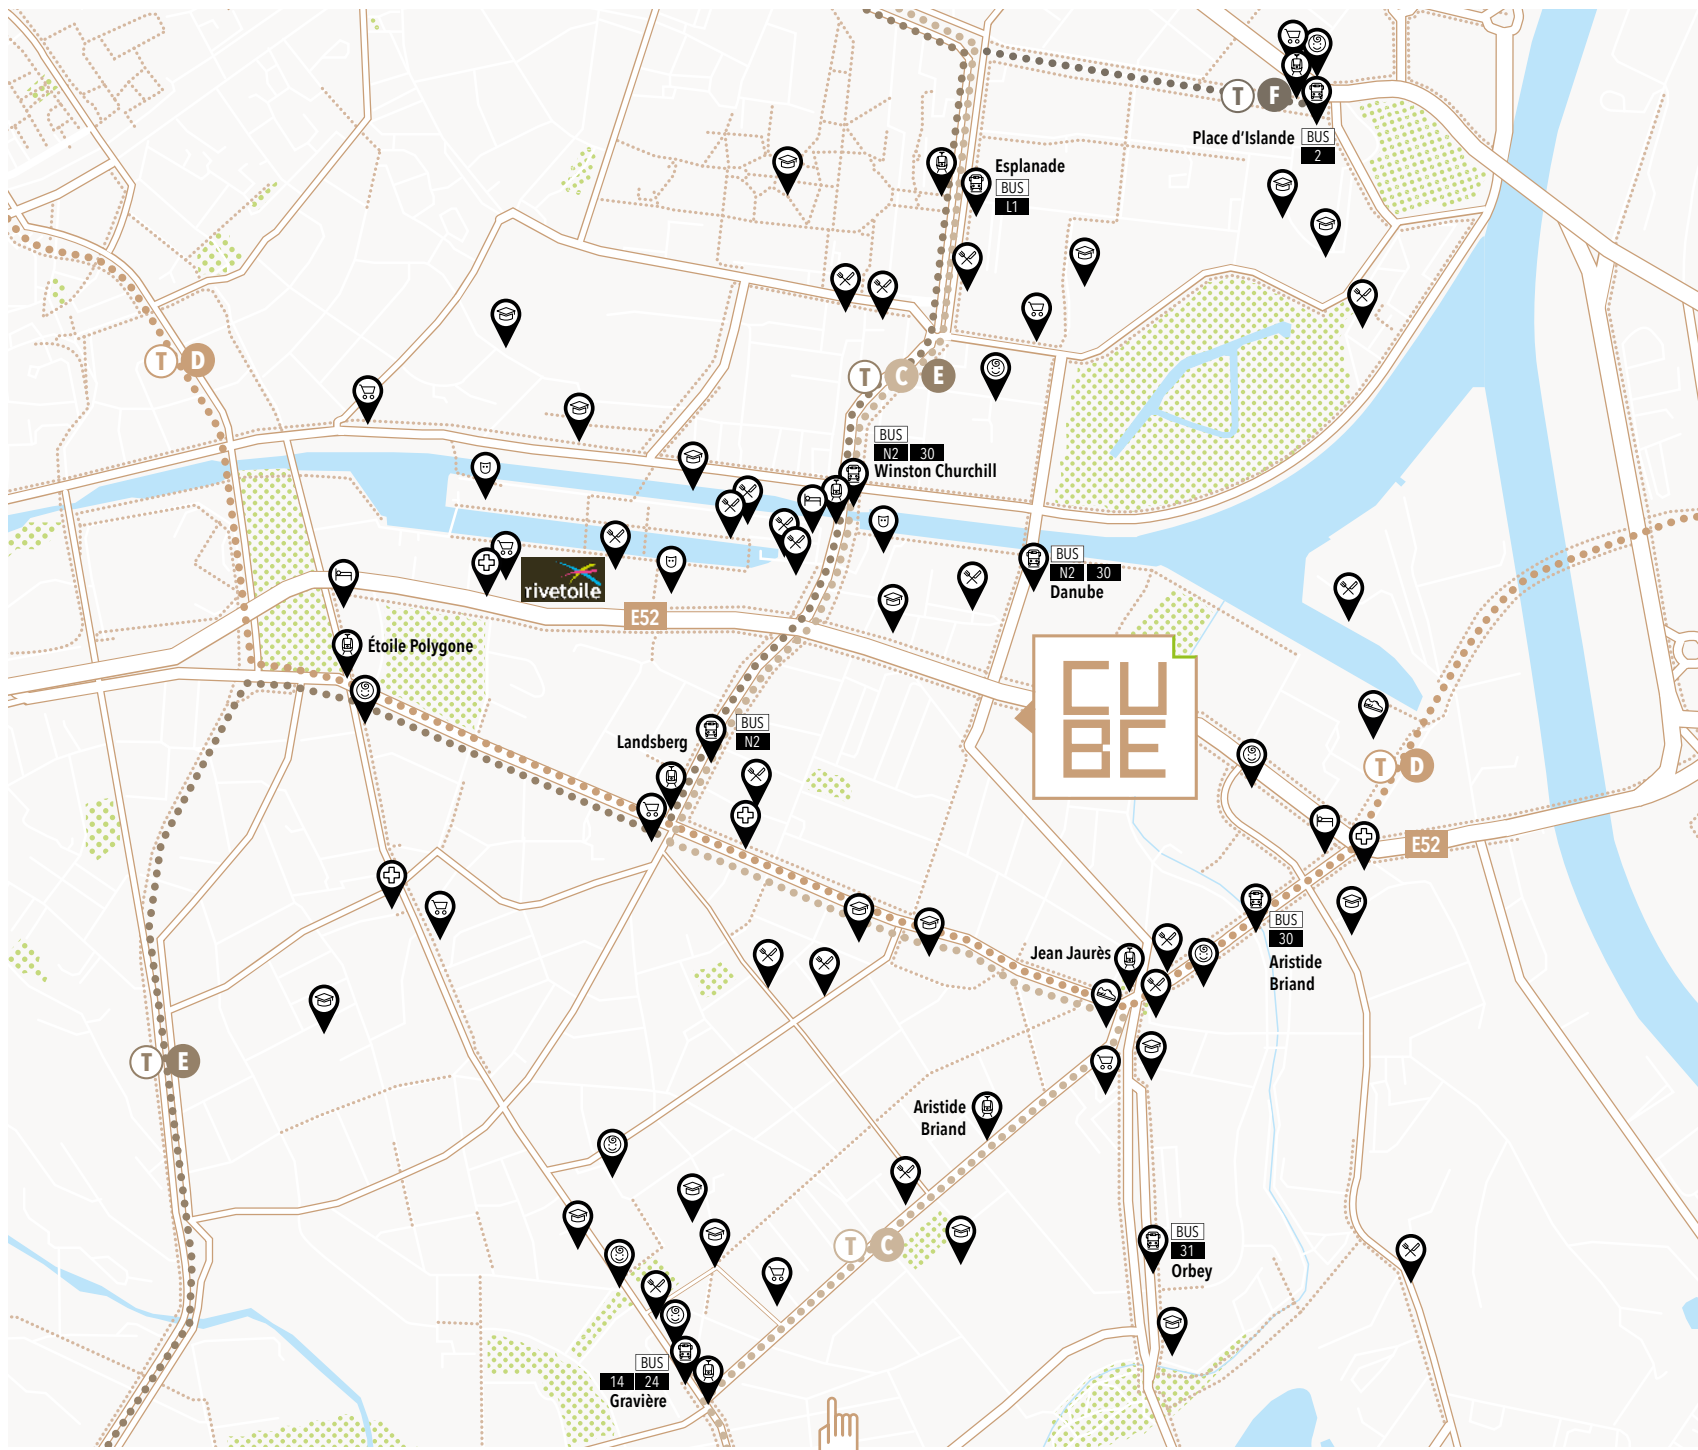 T F
Place d'Islande
BUS
2
Esplanade
BUS
L1
T D
T C E
BUS
N2 30
Winston Churchill
BUS
N2 30
Danube
rivetoile
E52
Étoile Polygone
CU
BE
BUS
N2
Landsberg
T D
E52
BUS
30
Aristide
Briand
Jean Jaurès
T E
Aristide
Briand
T C
BUS
31
Orbey
BUS
14 24
Gravière